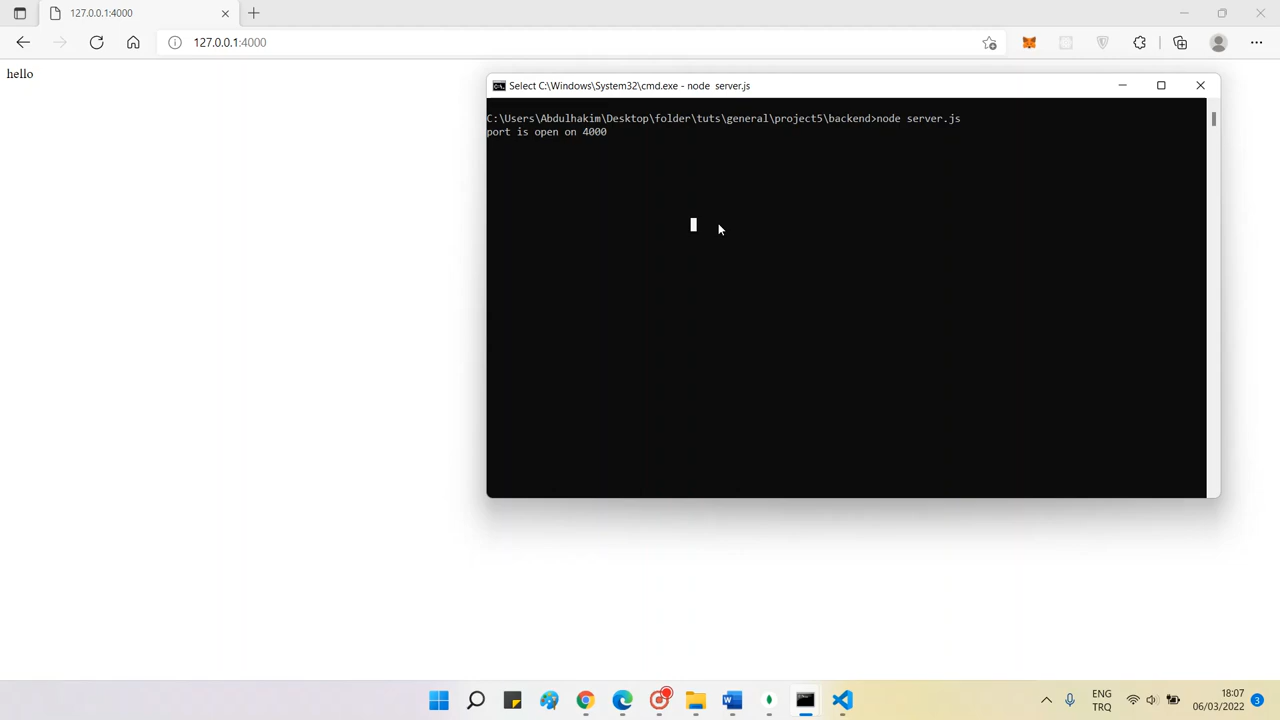 127.0.0.1:4000
127.0.0.1:4000
hello
Select C:\Windows\System32\cmd.exe - node  server.js
C:\Users\Abdulhakim\Desktop\folder\tuts\general\project5\backend>node server.js
port is open on 4000
ENG
TRQ
18:07
06/03/2022
3